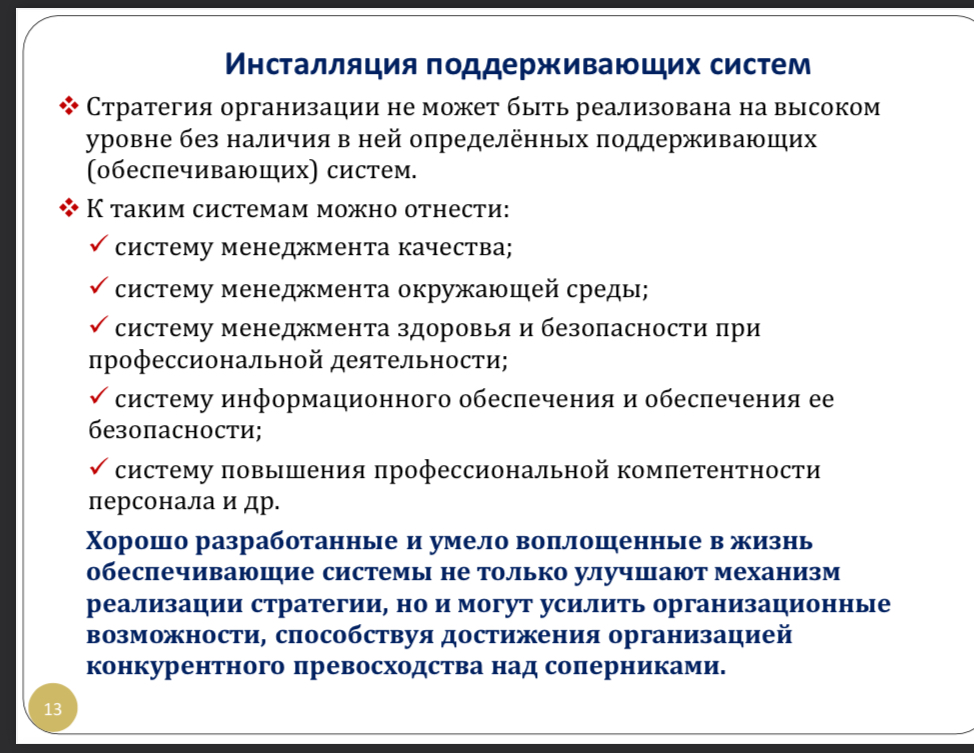 Инсталляция поддерживающих систем
Стратегия организации не может быть реализована на высоком
уровне без наличия в ней определённых поддерживающих
(обеспечивающих) систем.
К таким системам можно отнести:
систему менеджмента качества;
систему менеджмента окружающей среды;
систему менеджмента здоровья и безопасности при
профессиональной деятельности;
систему информационного обеспечения и обеспечения ее
безопасности;
систему повышения профессиональной компетентности
персонала и др.
Хорошо разработанные и умело воплощенные в жизнь
обеспечивающие системы не только улучшают механизм
реализации стратегии, но и могут усилить организационные
возможности, способствуя достижения организацией
конкурентного превосходства над соперниками.
13